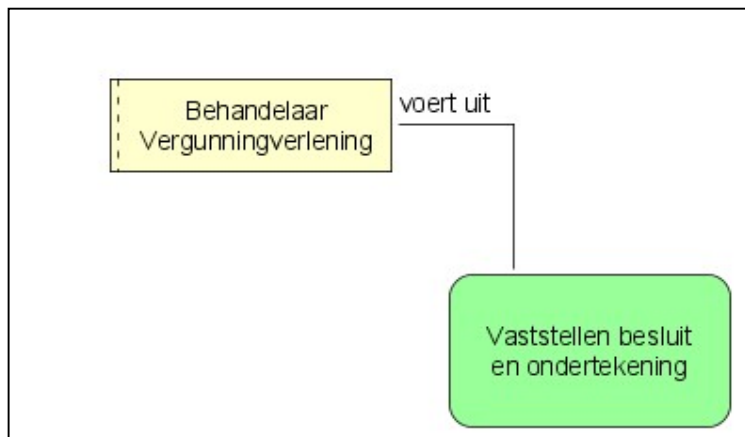 Behandelaar
Vergunningverlening
voert uit
Vaststellen besluit
en ondertekening